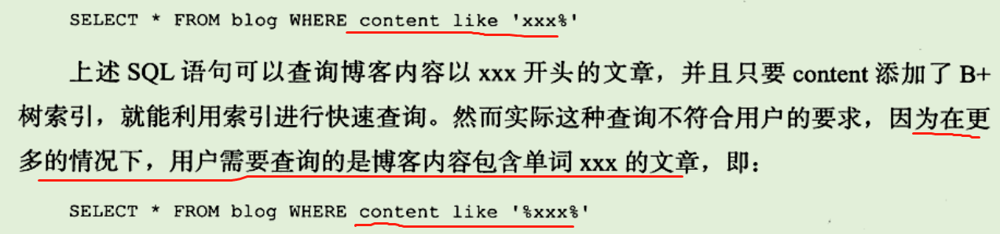 SELECT * FROM blog WHERE content like 'xxx%'
上述 SQL 语句可以查询博客内容以 xxx 开头的文章，并且只要 content 添加了 B+
树索引，就能利用索引进行快速查询。然而实际这种查询不符合用户的要求，因为在更
多的情况下，用户需要查询的是博客内容包含单词 xxx 的文章，即：
SELECT * FROM blog WHERE content like '%xxx%'